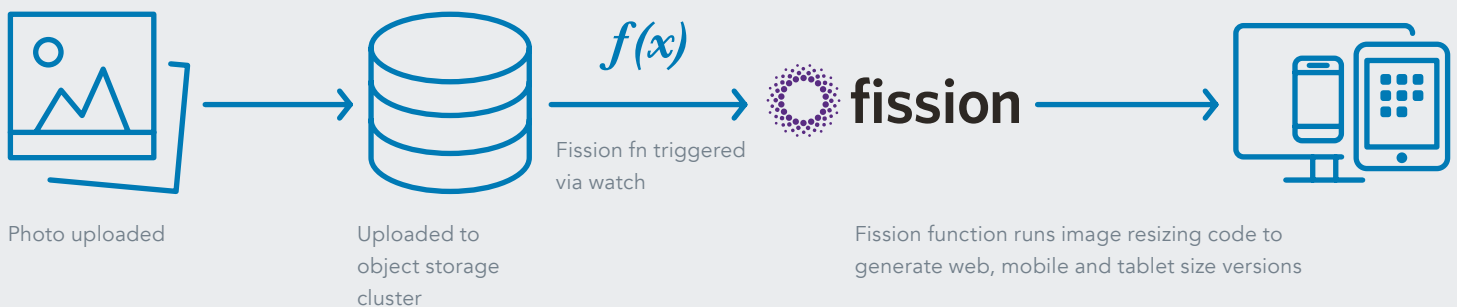 f(x)
fission
Fission fn triggered
via watch
Photo uploaded
Uploaded to
object storage
cluster
Fission function runs image resizing code to
generate web, mobile and tablet size versions